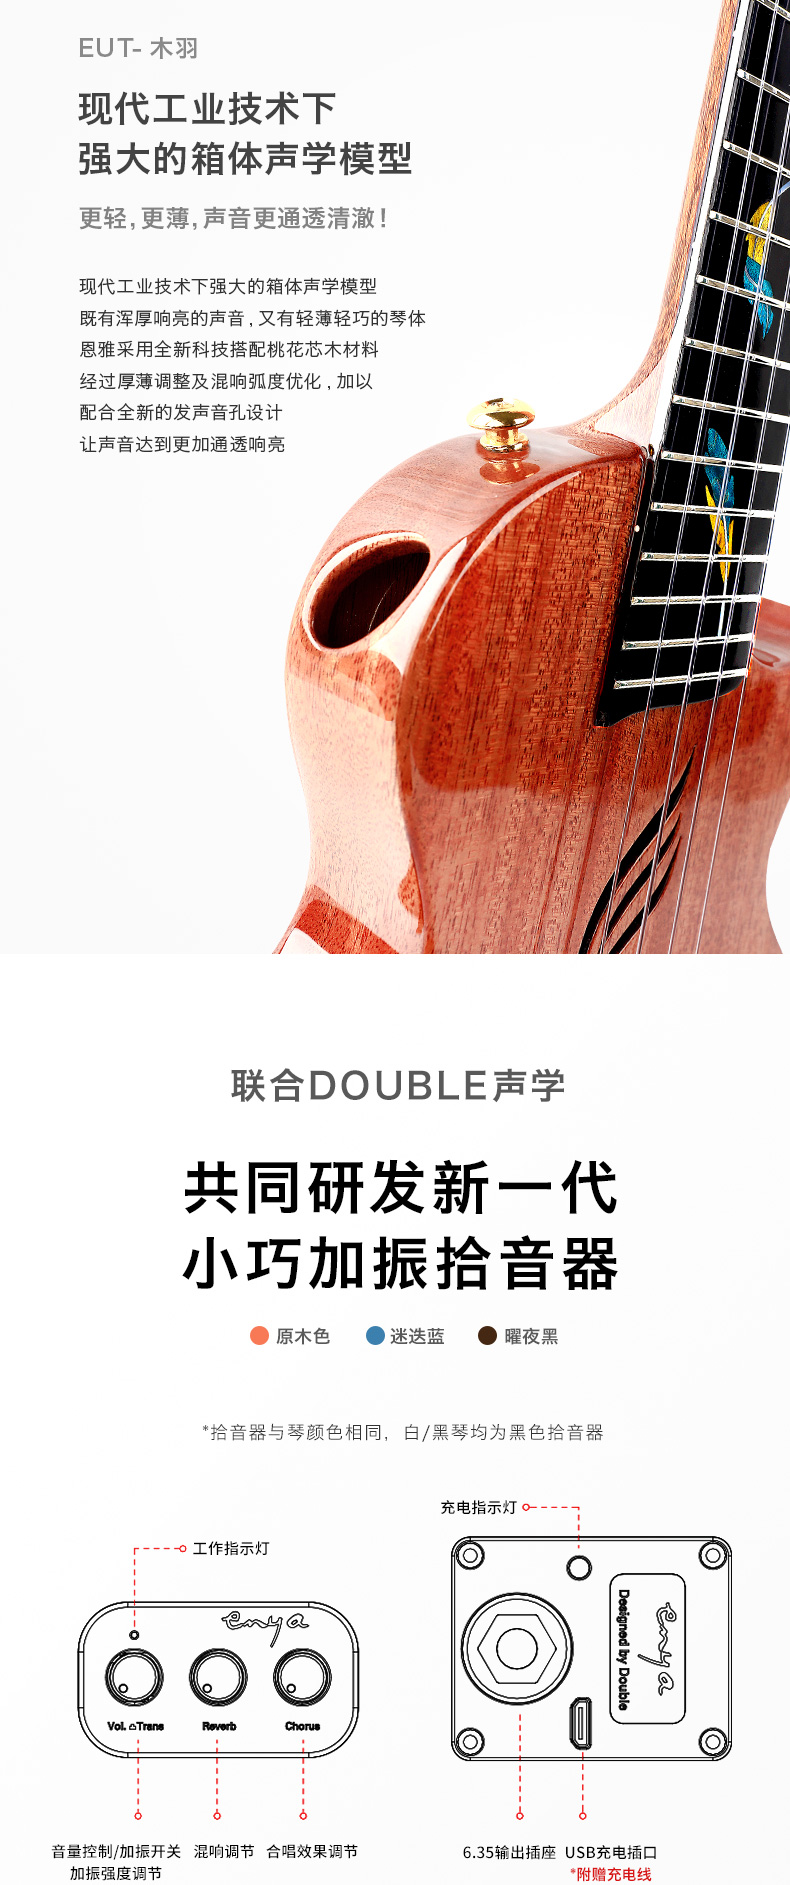 EUT- 木羽
现代工业技术下
强大的箱体声学模型
更轻,更薄,声音更通透清澈!
现代工业技术下强大的箱体声学模型
既有浑厚响亮的声音,又有轻薄轻巧的琴体
恩雅采用全新科技搭配桃花芯木材料
经过厚薄调整及混响弧度优化,加以
配合全新的发声音孔设计
让声音达到更加通透响亮
联合DOUBLE声学
共同研发新一代
小巧加振拾音器
原木色 迷迭蓝 曜夜黑
*拾音器与琴颜色相同，白/黑琴均为黑色拾音器
充电指示灯
工作指示灯
enya
Vol. Trans Reverb Chorus
enya
Designed by Double
音量控制/加振开关 混响调节 合唱效果调节
加振强度调节
6.35输出插座 USB充电插口
*附赠充电线